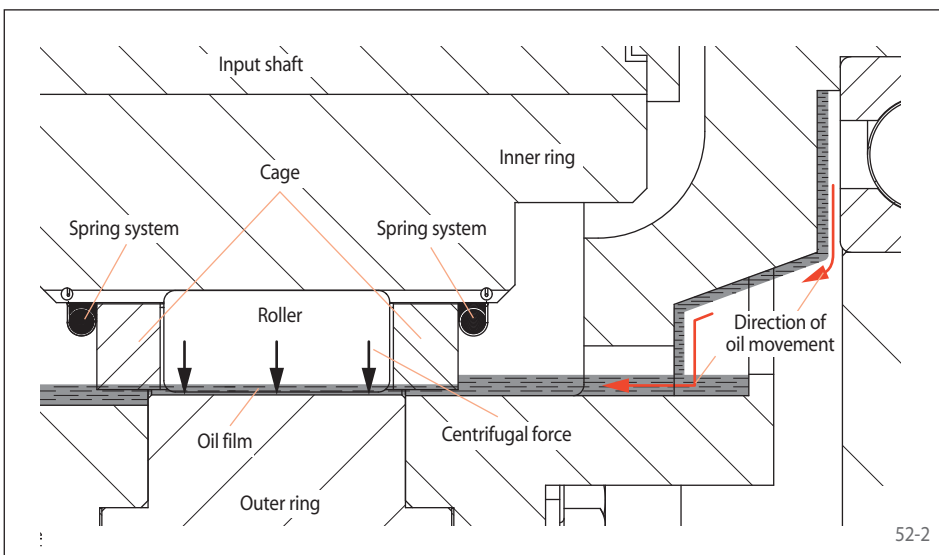 Input shaft
Inner ring
Cage
Spring system
Spring system
Roller
Direction of
oil movement
Oil film
Centrifugal force
Outer ring
52-2